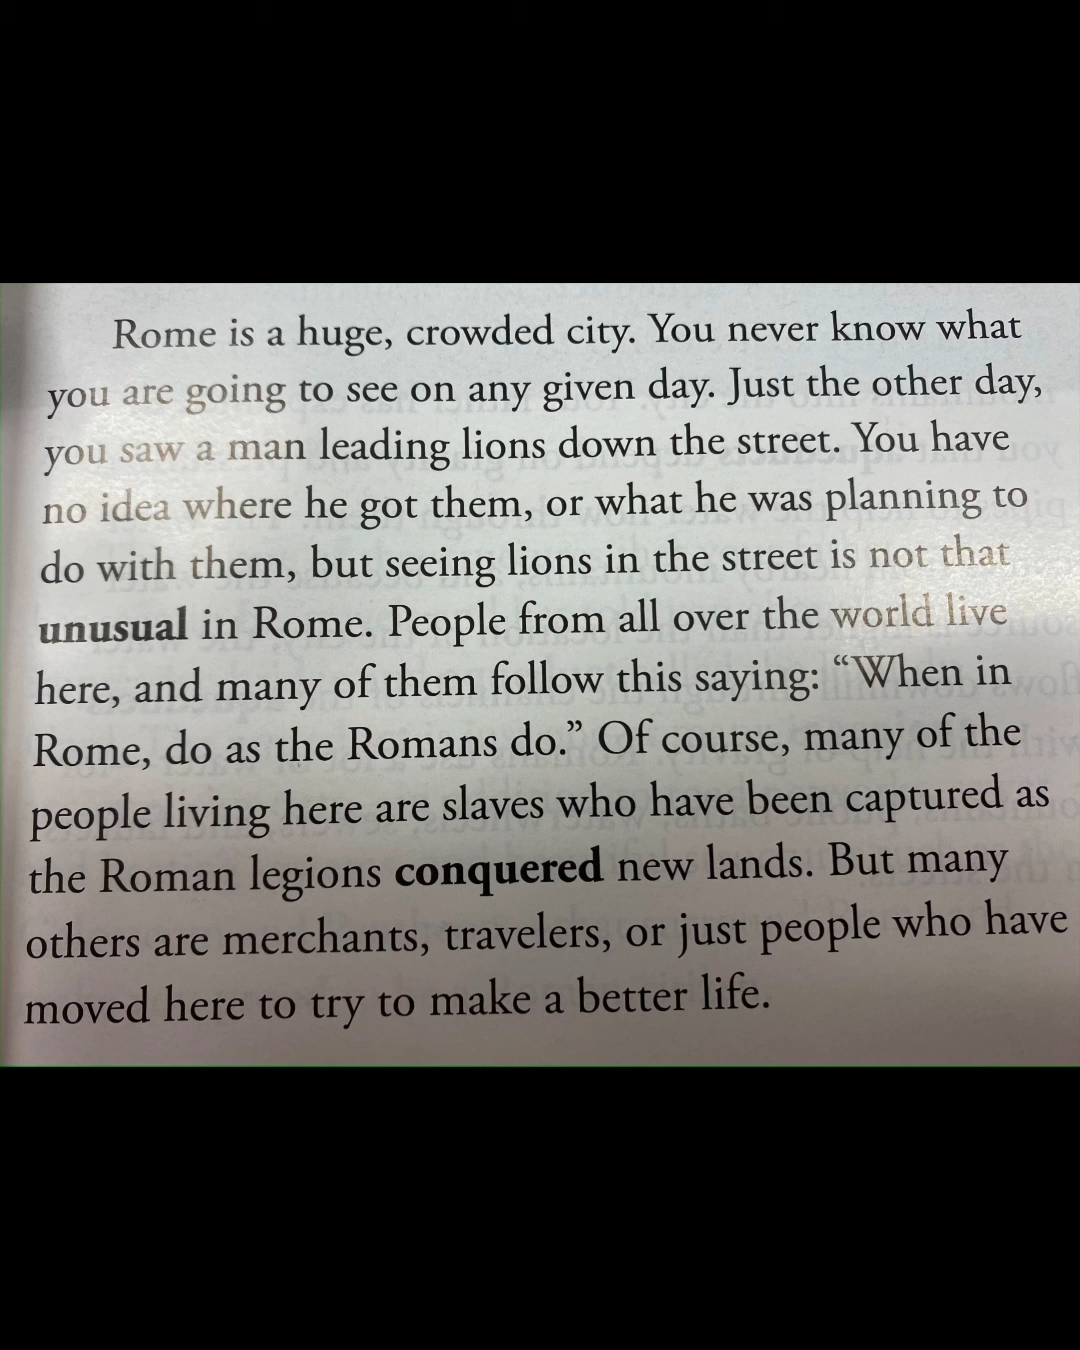 Rome is a huge, crowded city. You never know what
you are going to see on any given day. Just the other day,
you saw a man leading lions down the street. You have
no idea where he got them, or what he was planning to
do with them, but seeing lions in the street is not that
unusual in Rome. People from all over the world live
here, and many of them follow this saying: “When in
Rome, do as the Romans do.” Of course, many of the
people living here are slaves who have been captured as
the Roman legions conquered new lands. But many
others are merchants, travelers, or just people who have
moved here to try to make a better life.